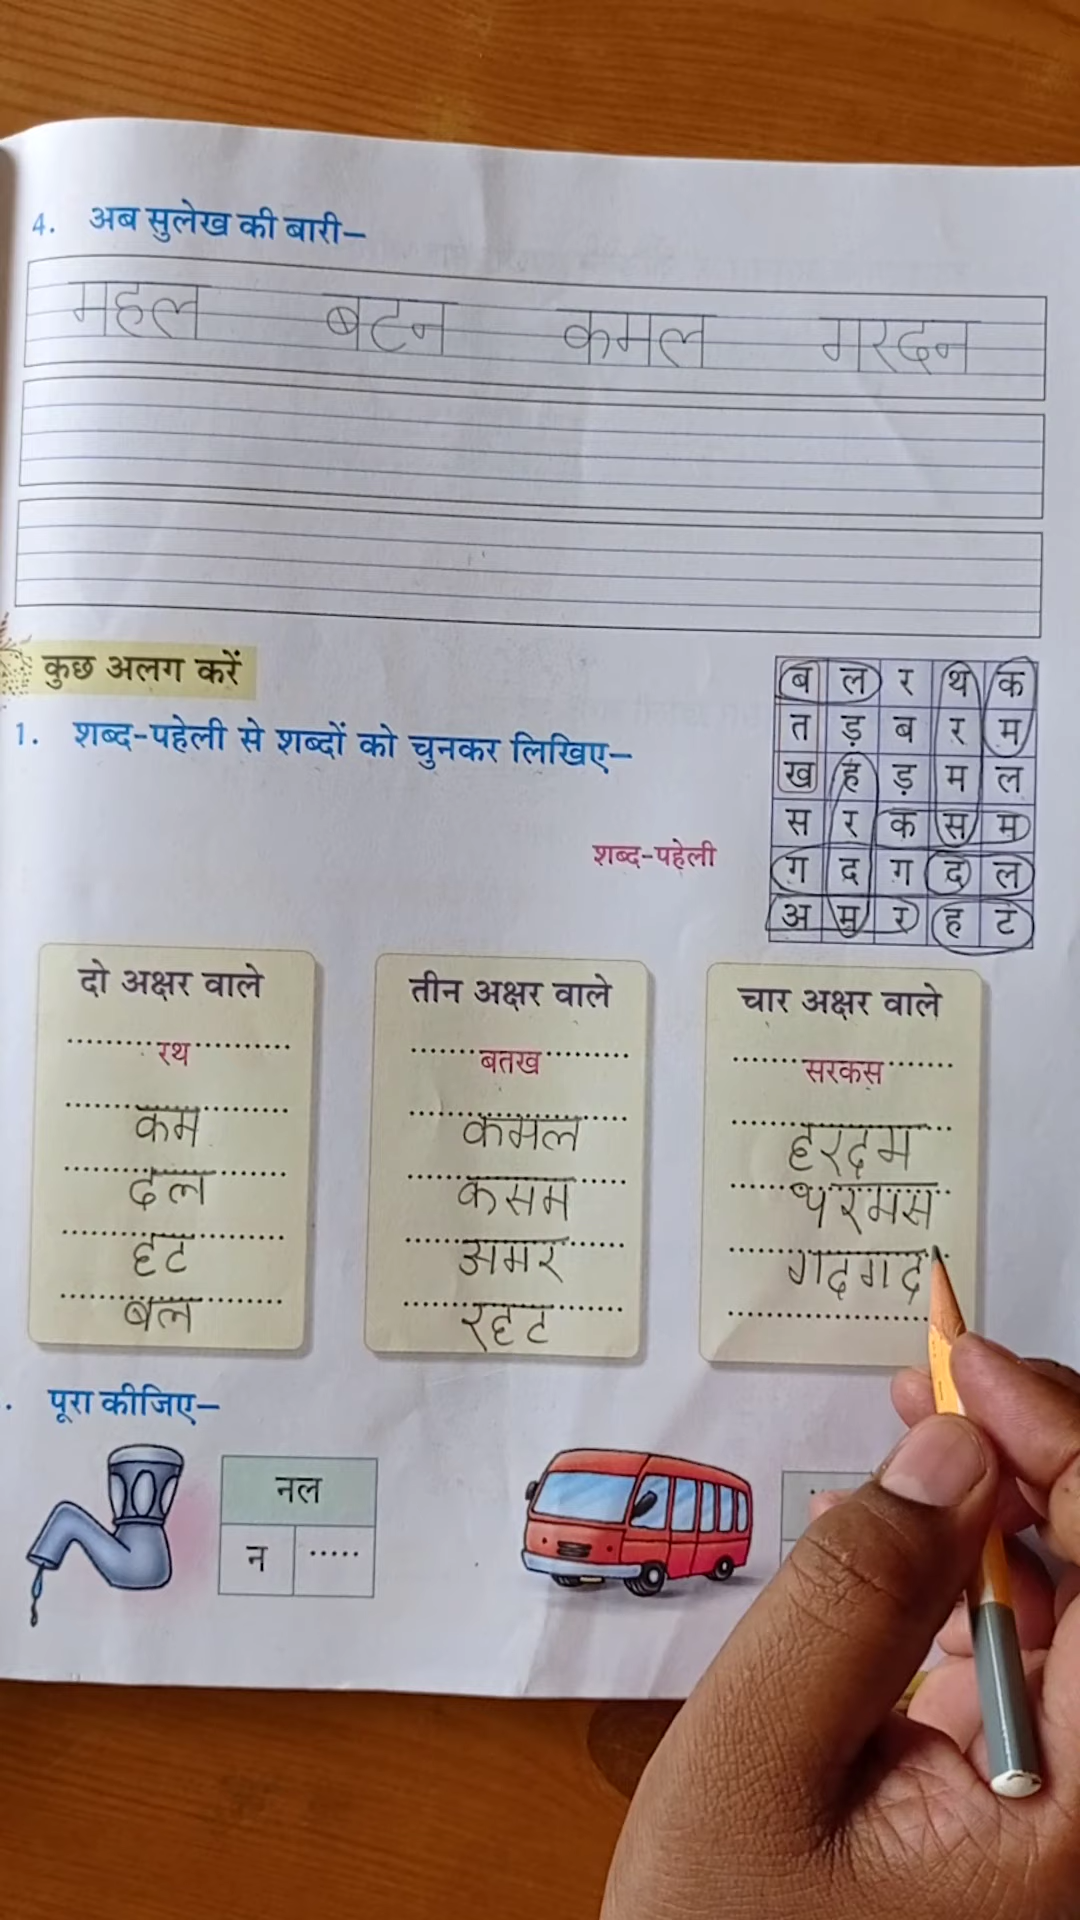 4. अब सुलेख की बारी–
महल बटन कमल गरदन
कुछ अलग करें
1. शब्द-पहेली से शब्दों को चुनकर लिखिए–
शब्द-पहेली
ब ल र थ क
त ड़ ब र म
ख ह ड़ म ल
स र क स म
ग द ग द ल
अ म र ह ट
दो अक्षर वाले
रथ
कम
दल
हट
बल
तीन अक्षर वाले
बतख
कमल
कसम
अमर
रहट
चार अक्षर वाले
सरकस
हरदम
थरमस
गदगद
पूरा कीजिए–
नल
न .....